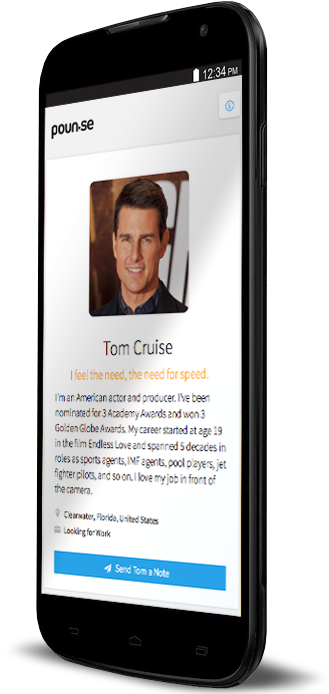 12:34 PM
poun•se
Tom Cruise
I feel the need, the need for speed.
I'm an American actor and producer. I've been
nominated for 3 Academy Awards and won 3
Golden Globe Awards. My career started at age 19
in the film Endless Love and spanned 5 decades in
roles as sports agents, IMF agents, pool players, jet
fighter pilots, and so on. I love my job in front of
the camera.
Clearwater, Florida, United States
Looking for Work
Send Tom a Note